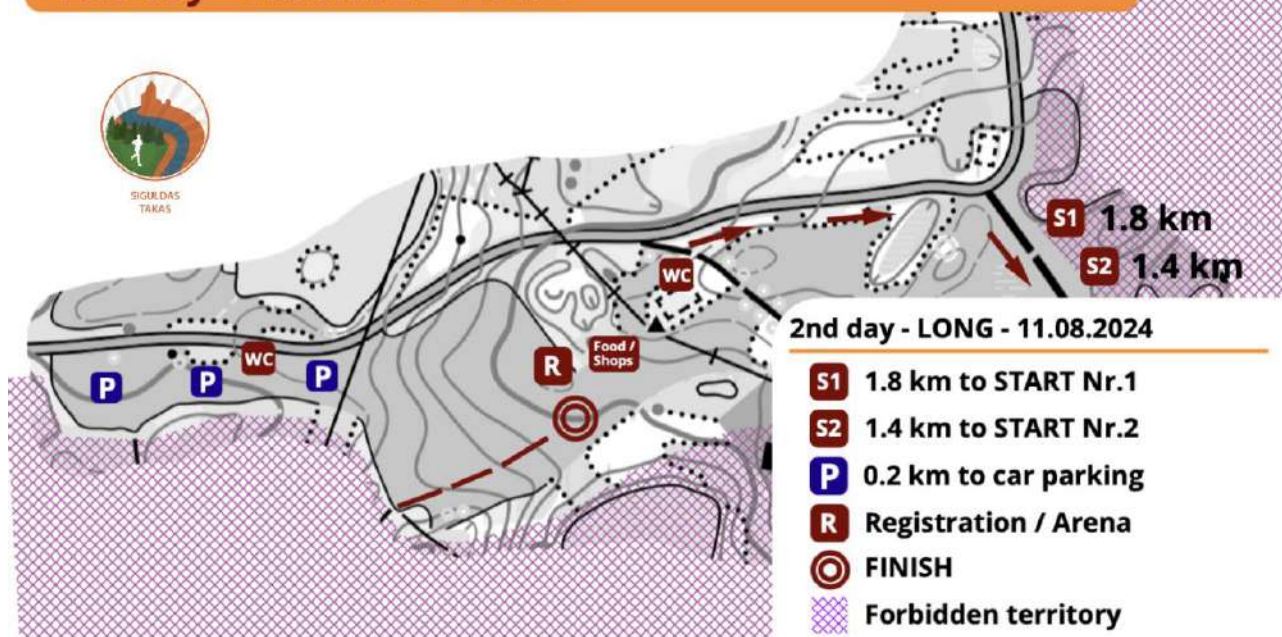 SIGULDAS
TAKAS
S1 1.8 km
S2 1.4 km
WC
WC
P
P
P
R
Food /
Shops
2nd day - LONG - 11.08.2024
S1 1.8 km to START Nr.1
S2 1.4 km to START Nr.2
P 0.2 km to car parking
R Registration / Arena
FINISH
Forbidden territory